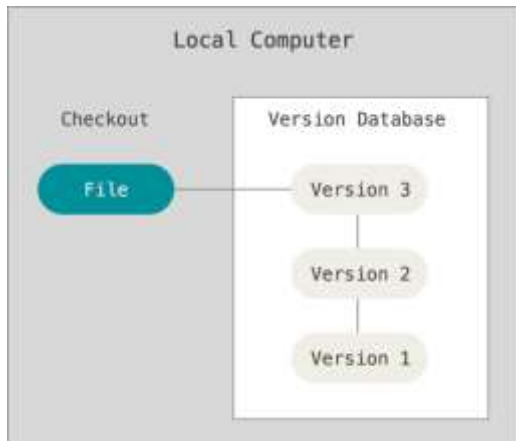 Local Computer
Checkout
Version Database
File
Version 3
Version 2
Version 1